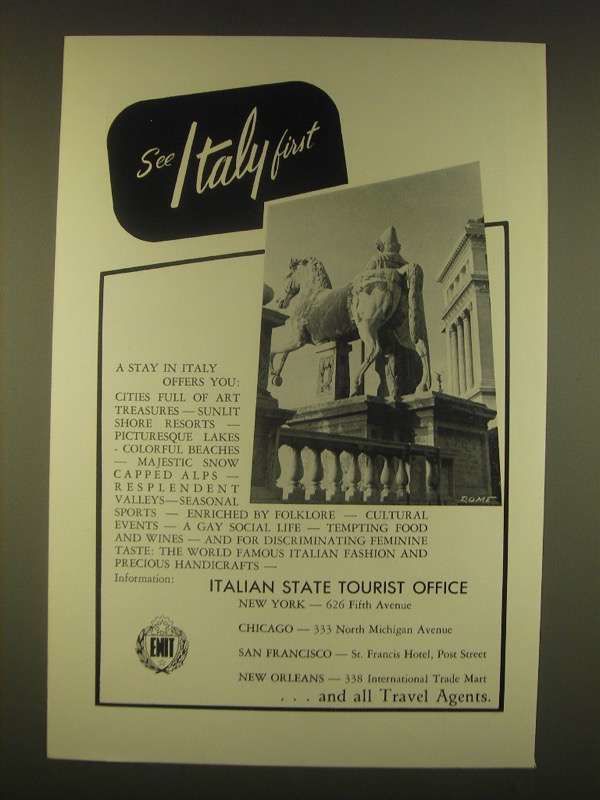 See Italy first
ROME
A STAY IN ITALY
OFFERS YOU:
CITIES FULL OF ART
TREASURES — SUNLIT
SHORE RESORTS —
PICTURESQUE LAKES
- COLORFUL BEACHES
— MAJESTIC SNOW
CAPPED ALPS —
RESPLENDENT
VALLEYS—SEASONAL
SPORTS — ENRICHED BY FOLKLORE — CULTURAL
EVENTS — A GAY SOCIAL LIFE — TEMPTING FOOD
AND WINES — AND FOR DISCRIMINATING FEMININE
TASTE: THE WORLD FAMOUS ITALIAN FASHION AND
PRECIOUS HANDICRAFTS —
Information:
ITALIAN STATE TOURIST OFFICE
NEW YORK — 626 Fifth Avenue
CHICAGO — 333 North Michigan Avenue
SAN FRANCISCO — St. Francis Hotel, Post Street
NEW ORLEANS — 338 International Trade Mart
. . . and all Travel Agents.
ENIT